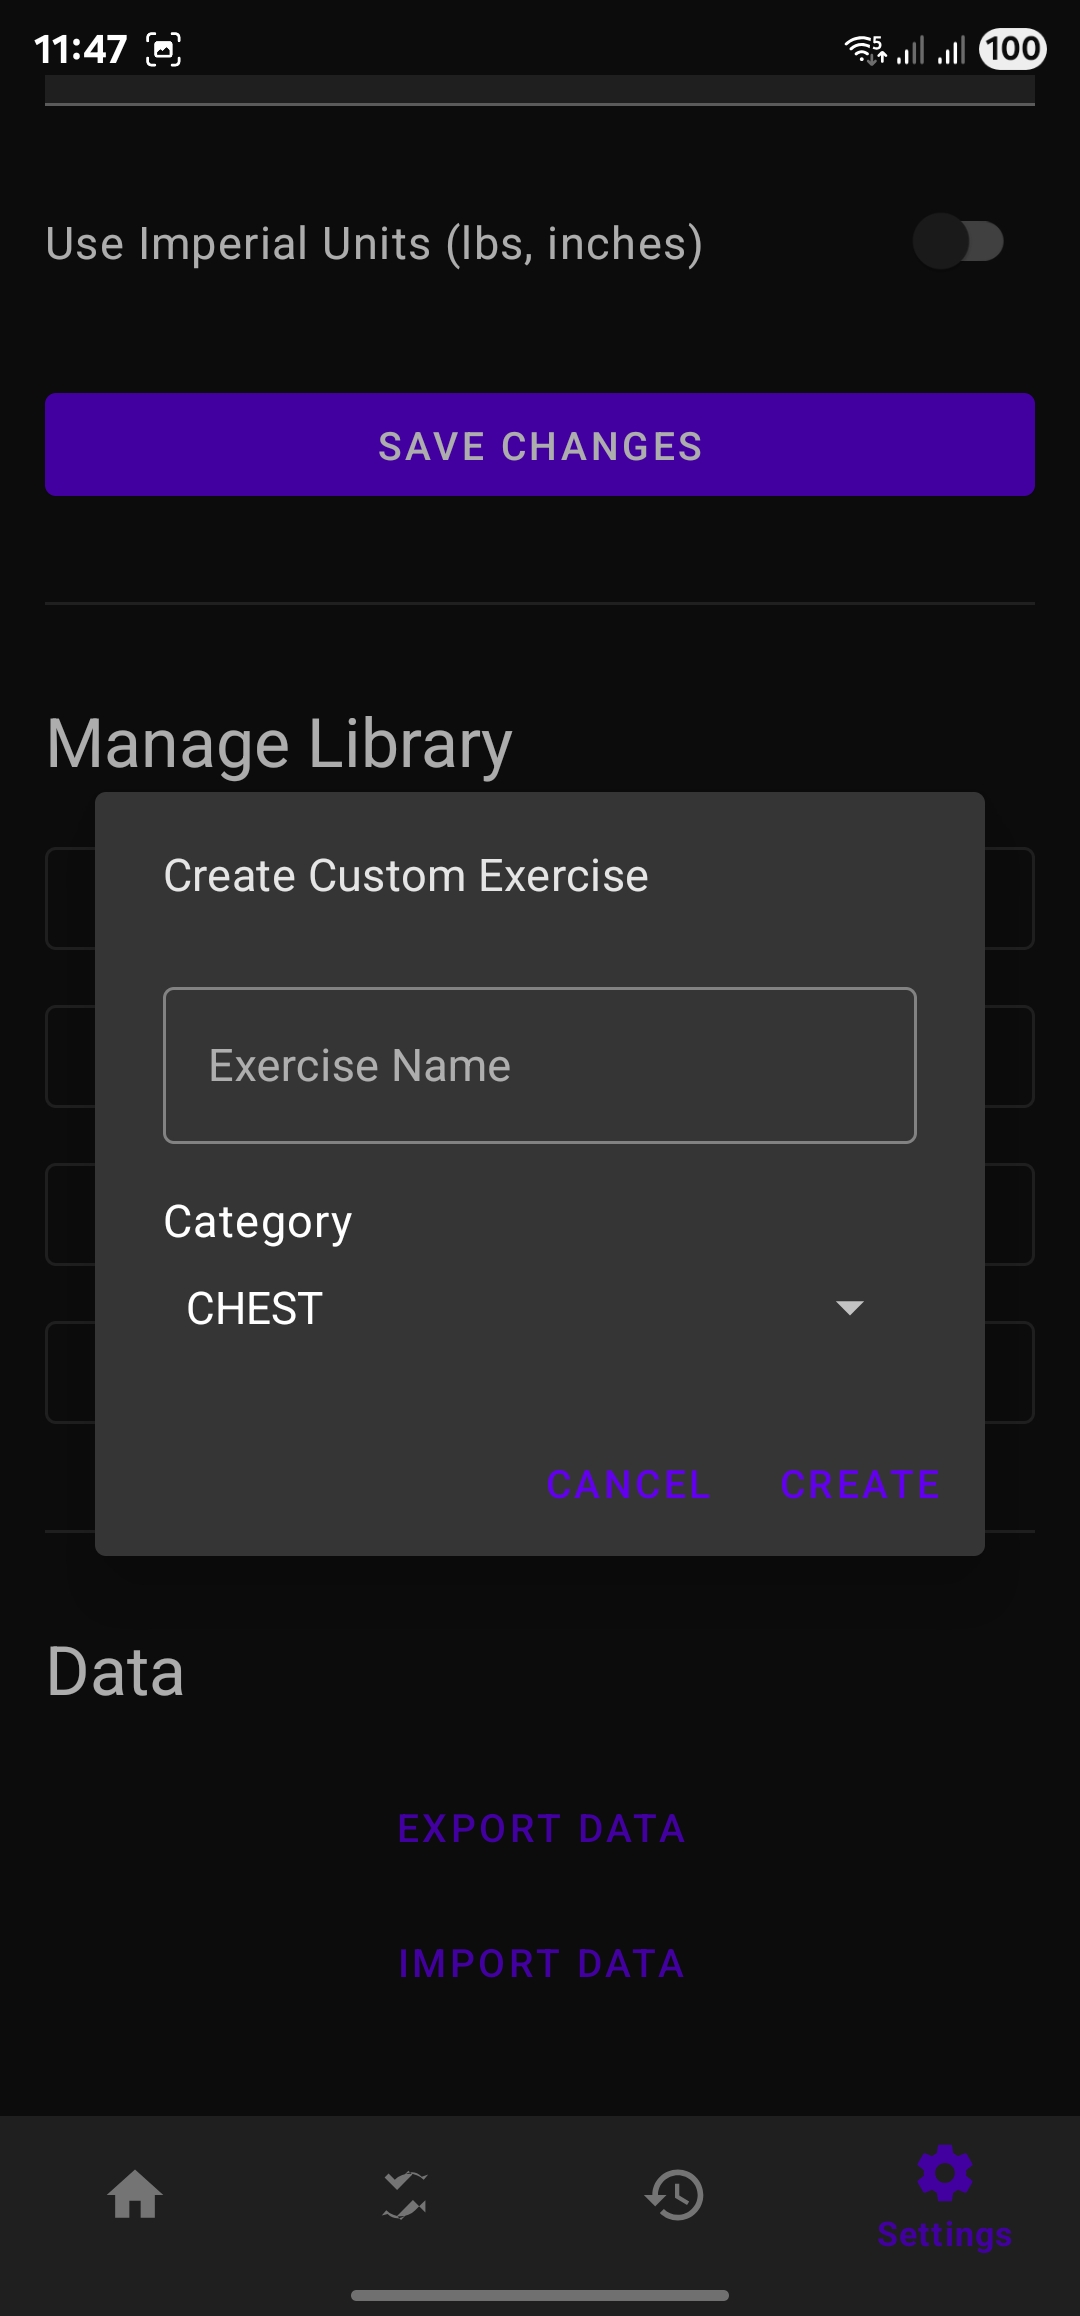 11:47
5
100
Use Imperial Units (lbs, inches)
SAVE CHANGES
Manage Library
Create Custom Exercise
Exercise Name
Category
CHEST
CANCEL CREATE
Data
EXPORT DATA
IMPORT DATA
Settings